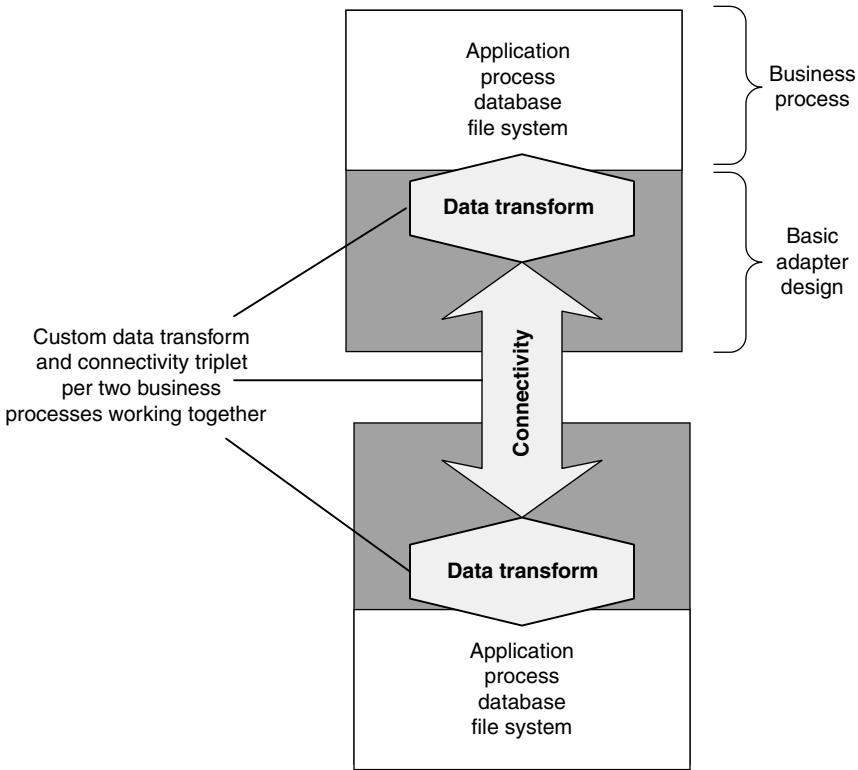 Application
process
database
file system
Business
process
Data transform
Basic
adapter
design
Custom data transform
and connectivity triplet
per two business
processes working together
Connectivity
Data transform
Application
process
database
file system